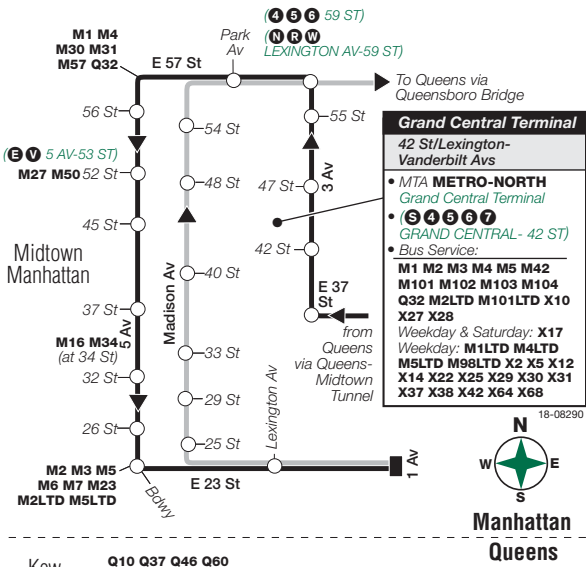 M1 M4
M30 M31
M57 Q32
Park
Av
(4 5 6 59 ST)
(N R W
LEXINGTON AV-59 ST)
E 57 St
To Queens via
Queensboro Bridge
56 St
54 St
55 St
(E V 5 AV-53 ST)
M27 M50 52 St
48 St
47 St
3 Av
45 St
42 St
Midtown
Manhattan
40 St
Madison Av
5 Av
37 St
E 37
St
from
Queens
via Queens-
Midtown
Tunnel
M16 M34
(at 34 St)
33 St
32 St
29 St
26 St
25 St
Lexington Av
1 Av
M2 M3 M5
M6 M7 M23
M2LTD M5LTD
Bdwy
E 23 St
Grand Central Terminal
42 St/Lexington-
Vanderbilt Avs
• MTA METRO-NORTH
Grand Central Terminal
• (S 4 5 6 7
GRAND CENTRAL- 42 ST)
• Bus Service:
M1 M2 M3 M4 M5 M42
M101 M102 M103 M104
Q32 M2LTD M101LTD X10
X27 X28
Weekday & Saturday: X17
Weekday: M1LTD M4LTD
M5LTD M98LTD X2 X5 X12
X14 X22 X25 X29 X30 X31
X37 X38 X42 X64 X68
18-08290
N
W E
S
Manhattan
Queens
Kew
Q10 Q37 Q46 Q60